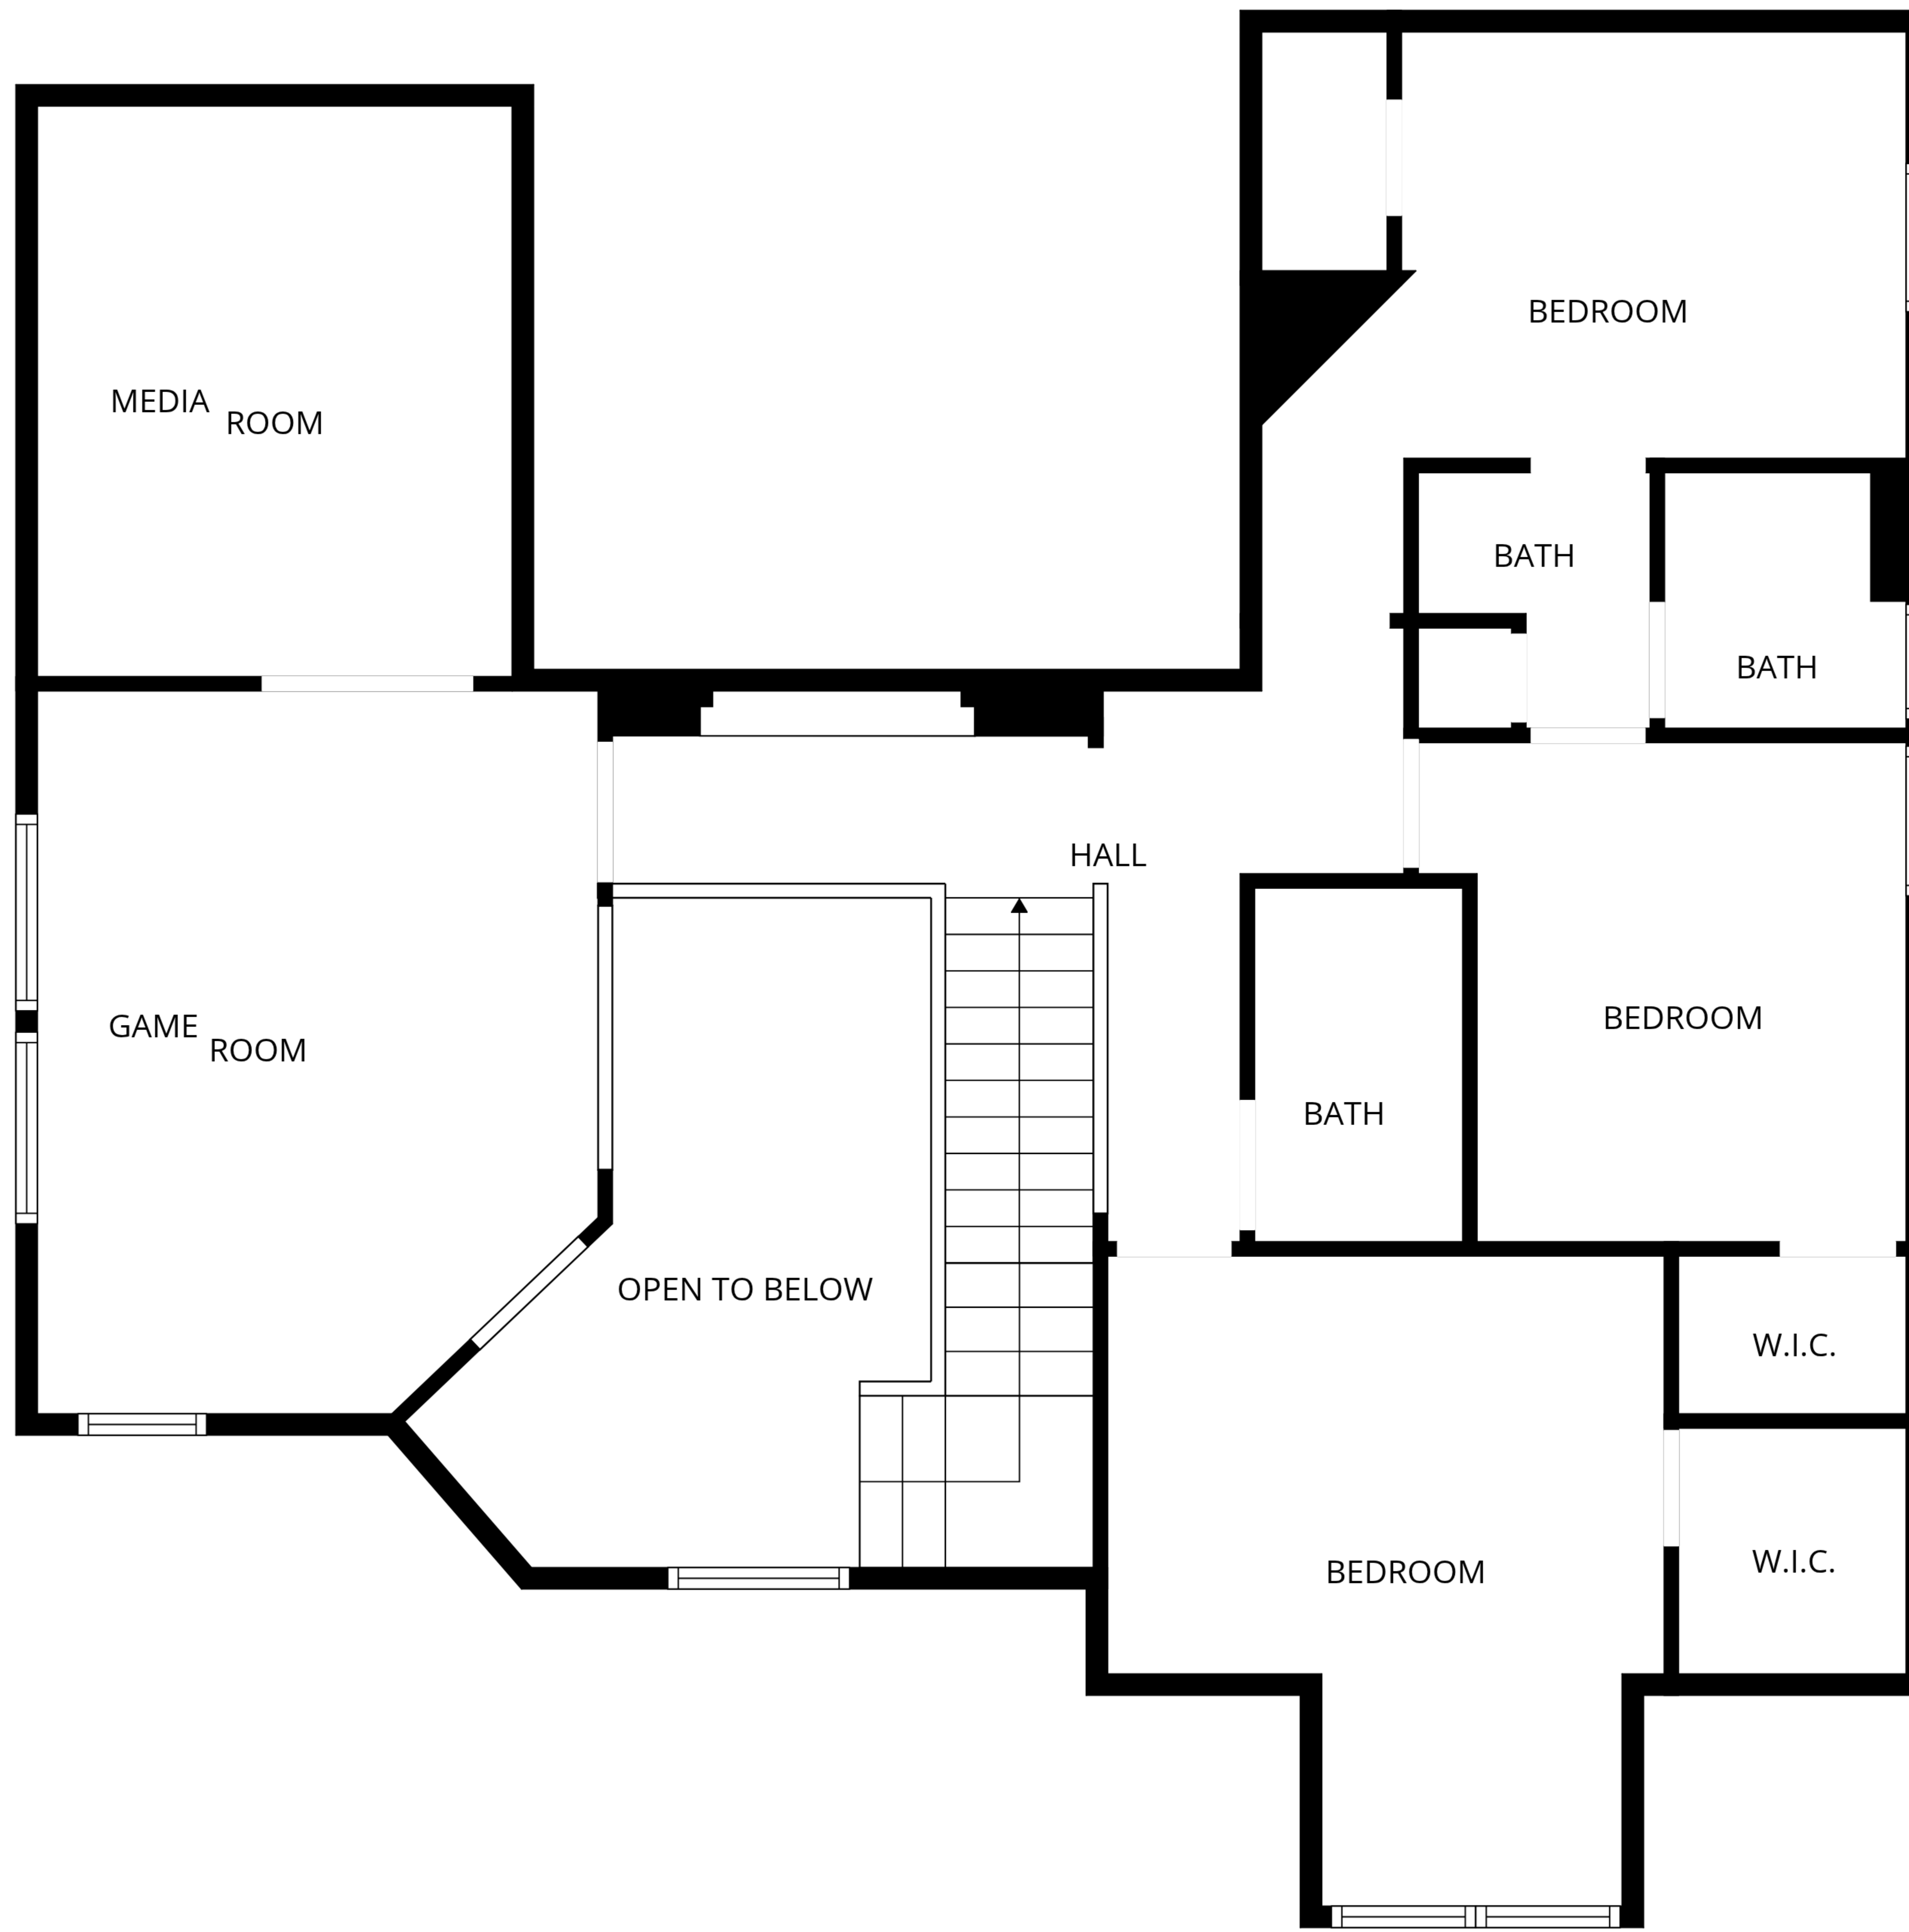 BEDROOM
MEDIA
ROOM
BATH
BATH
HALL
GAME
ROOM
BEDROOM
BATH
OPEN TO BELOW
W.I.C.
BEDROOM
W.I.C.